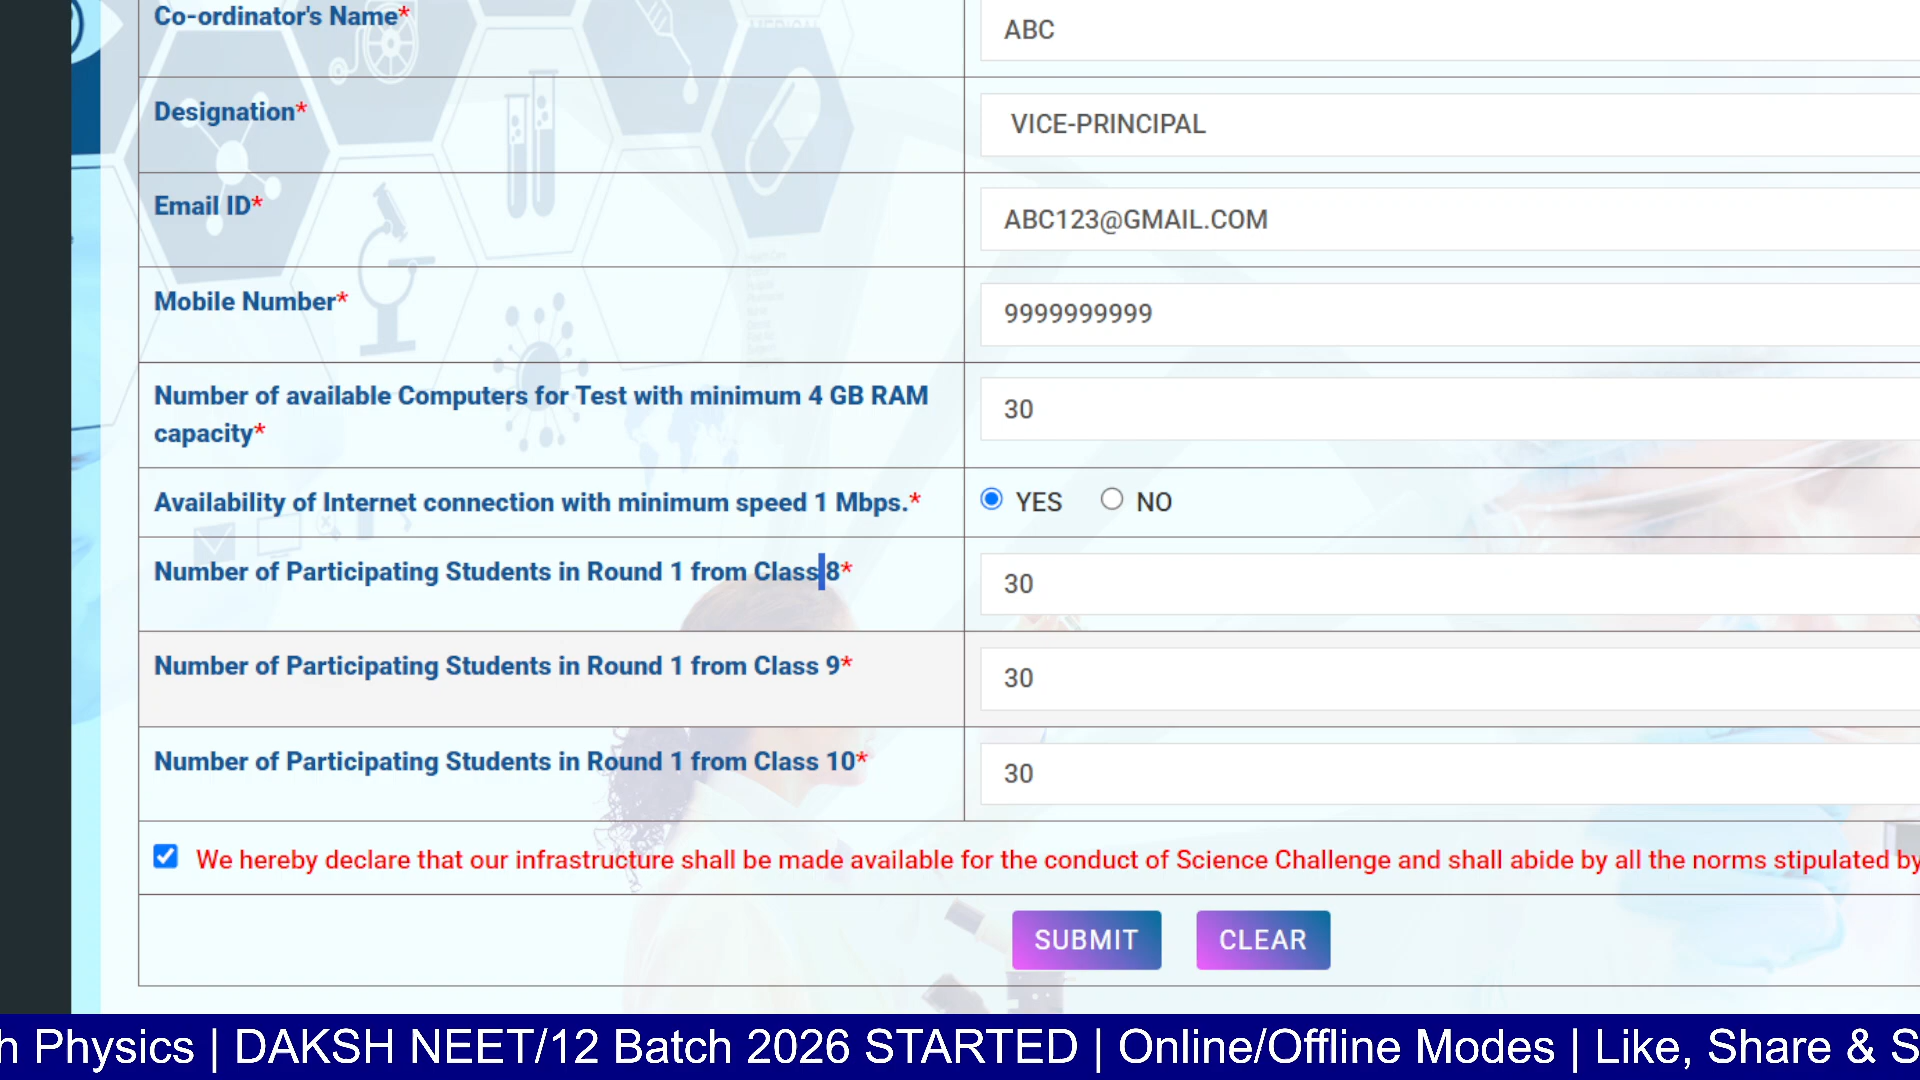 Co-ordinator's Name*
ABC
Designation*
VICE-PRINCIPAL
Email ID*
ABC123@GMAIL.COM
Mobile Number*
9999999999
Number of available Computers for Test with minimum 4 GB RAM
capacity*
30
Availability of Internet connection with minimum speed 1 Mbps.*
YES NO
Number of Participating Students in Round 1 from Class 8*
30
Number of Participating Students in Round 1 from Class 9*
30
Number of Participating Students in Round 1 from Class 10*
30
We hereby declare that our infrastructure shall be made available for the conduct of Science Challenge and shall abide by all the norms stipulated by
SUBMIT CLEAR
h Physics | DAKSH NEET/12 Batch 2026 STARTED | Online/Offline Modes | Like, Share & S